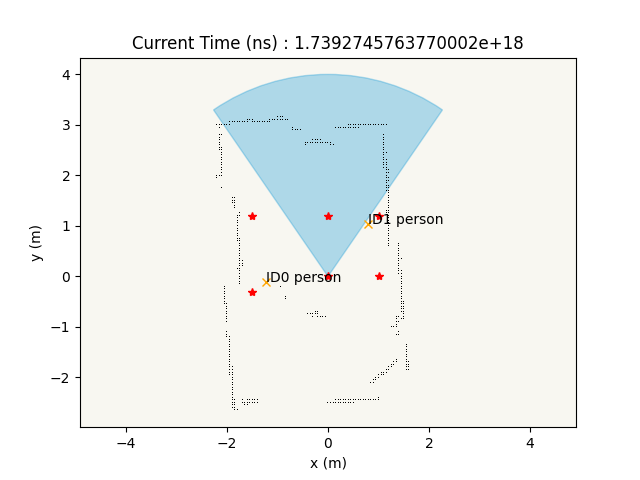 Current Time (ns) : 1.7392745763770002e+18
4
3
2
1
0
−1
−2
y (m)
ID1 person
ID0 person
−4
−2
0
2
4
x (m)